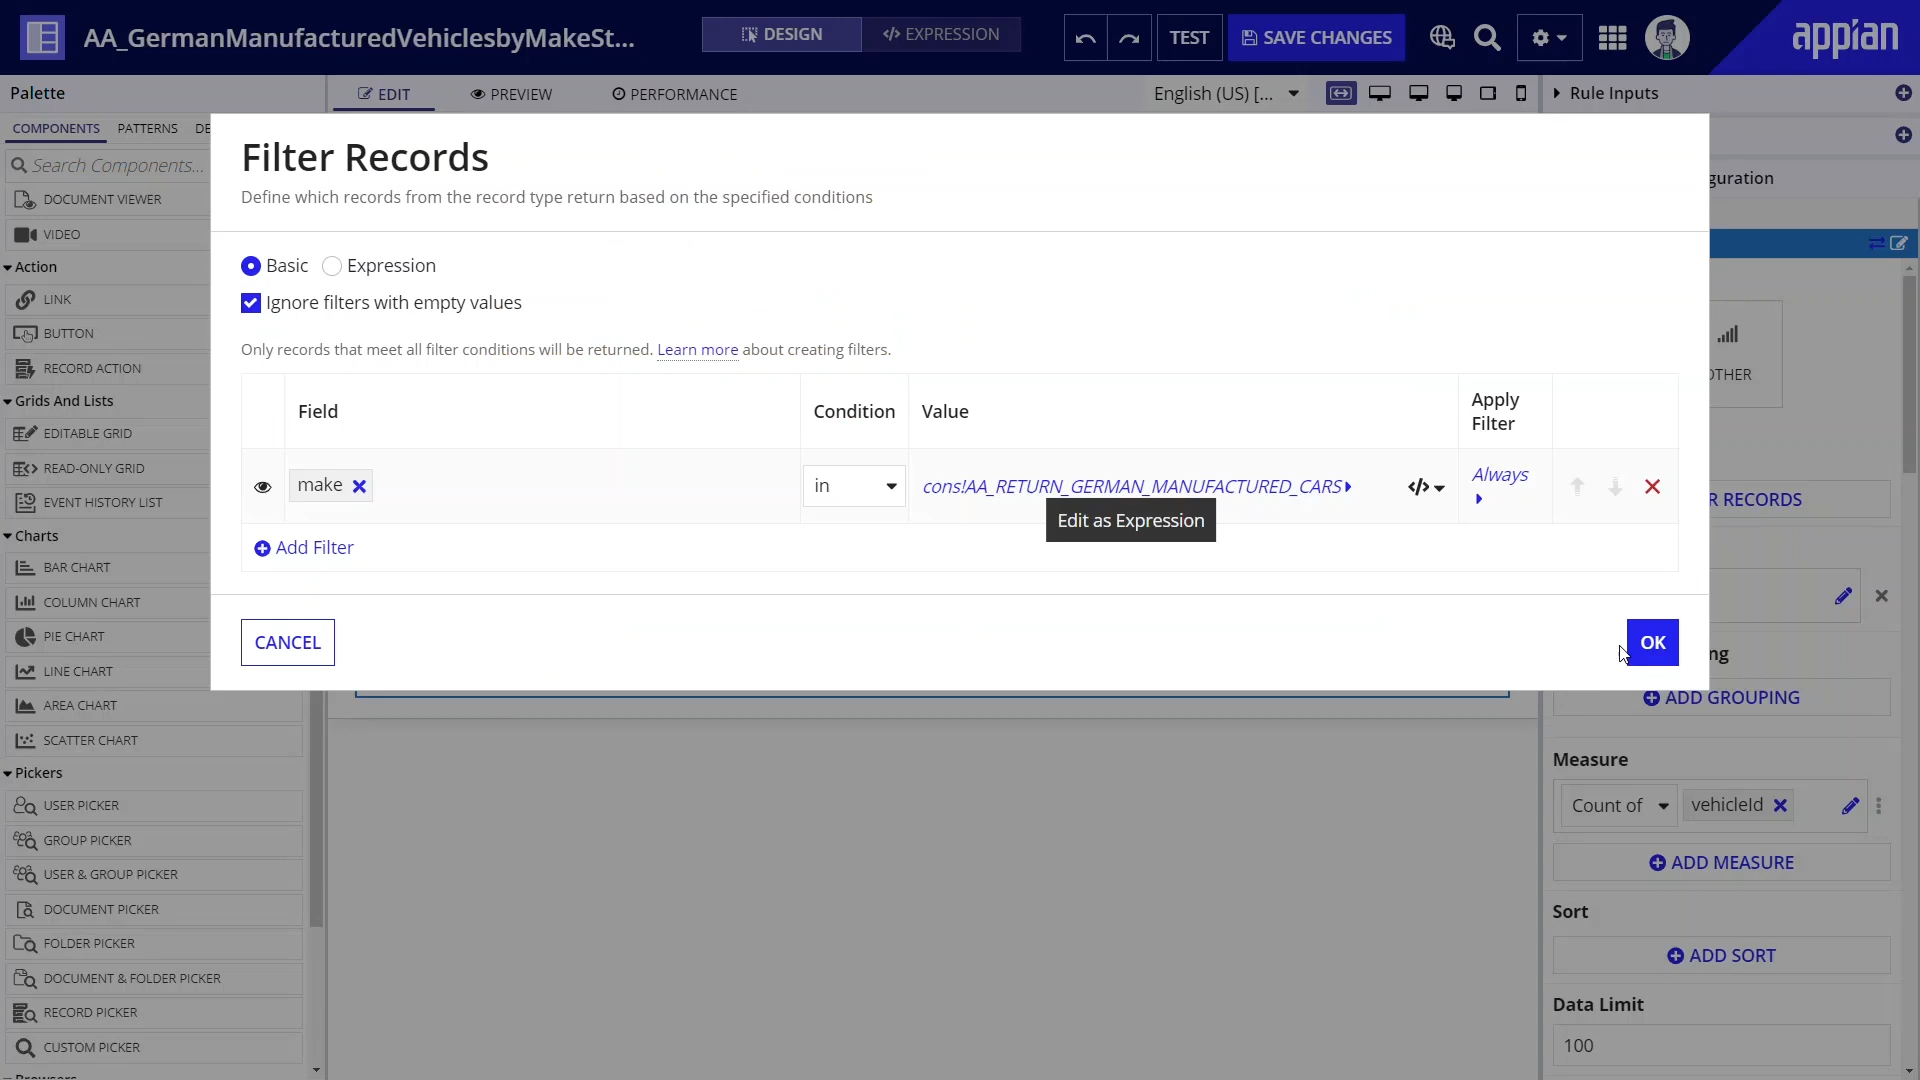 AA_GermanManufacturedVehiclesbyMakeSt...
DESIGN
</> EXPRESSION
TEST
SAVE CHANGES
appian
Palette
EDIT
PREVIEW
PERFORMANCE
English (US) [...
Rule Inputs
COMPONENTS
PATTERNS
DE
Search Components...
DOCUMENT VIEWER
VIDEO
Action
LINK
BUTTON
RECORD ACTION
Grids And Lists
EDITABLE GRID
READ-ONLY GRID
EVENT HISTORY LIST
Charts
BAR CHART
COLUMN CHART
PIE CHART
LINE CHART
AREA CHART
SCATTER CHART
Pickers
USER PICKER
GROUP PICKER
USER & GROUP PICKER
DOCUMENT PICKER
FOLDER PICKER
DOCUMENT & FOLDER PICKER
RECORD PICKER
CUSTOM PICKER
Filter Records
Define which records from the record type return based on the specified conditions
Basic
Expression
Ignore filters with empty values
Only records that meet all filter conditions will be returned. Learn more about creating filters.
Field
Condition
Value
Apply
Filter
make
in
cons!AA_RETURN_GERMAN_MANUFACTURED_CARS
</>
Always
Edit as Expression
Add Filter
CANCEL
OK
guration
OTHER
R RECORDS
ng
ADD GROUPING
Measure
Count of
vehicleId
ADD MEASURE
Sort
ADD SORT
Data Limit
100